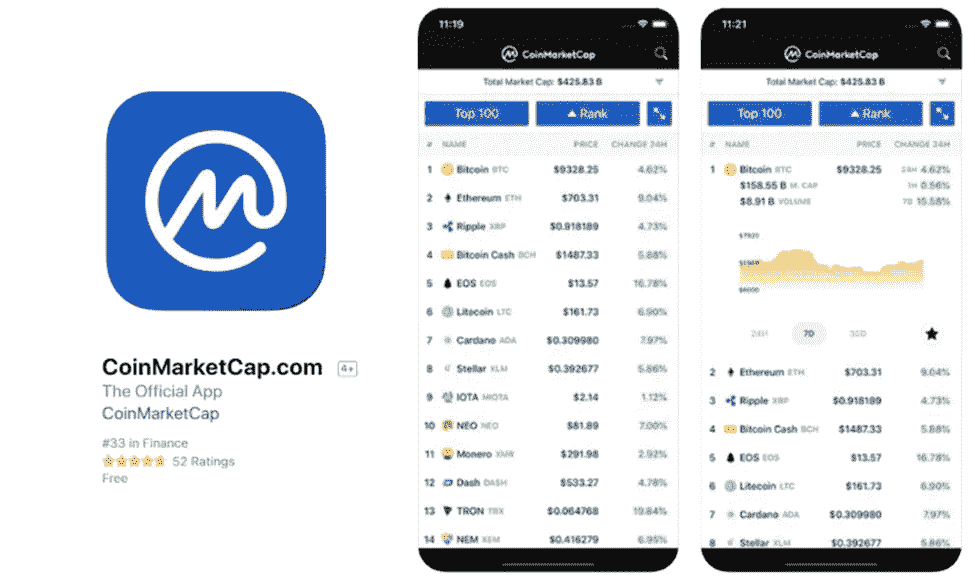 CoinMarketCap.com 4+
The Official App
CoinMarketCap
#33 in Finance
52 Ratings
Free
11:19
CoinMarketCap
Total Market Cap: $425.83 B
Top 100 Rank
# NAME PRICE CHANGE 24H
1 Bitcoin BTC $9328.25 4.62%
2 Ethereum ETH $703.31 9.04%
3 Ripple XRP $0.918189 4.73%
4 Bitcoin Cash BCH $1487.33 5.88%
5 EOS EOS $13.57 16.78%
6 Litecoin LTC $161.73 6.90%
7 Cardano ADA $0.309980 7.97%
8 Stellar XLM $0.392677 5.86%
9 IOTA MIOTA $2.14 1.12%
10 NEO NEO $81.89 7.00%
11 Monero XMR $291.98 2.92%
12 Dash DASH $533.27 4.78%
13 TRON TRX $0.064768 19.84%
14 NEM XEM $0.416279 6.95%
11:21
CoinMarketCap
Total Market Cap: $425.83 B
Top 100 Rank
# NAME PRICE CHANGE 24H
1 Bitcoin BTC $9328.25 24H 4.62%
$158.55 B M. CAP 1H 0.56%
$8.91 B VOLUME 7D 15.58%
24H 7D 30D
2 Ethereum ETH $703.31 9.04%
3 Ripple XRP $0.918189 4.73%
4 Bitcoin Cash BCH $1487.33 5.88%
5 EOS EOS $13.57 16.78%
6 Litecoin LTC $161.73 6.90%
7 Cardano ADA $0.309980 7.97%
8 Stellar XLM $0.392677 5.86%